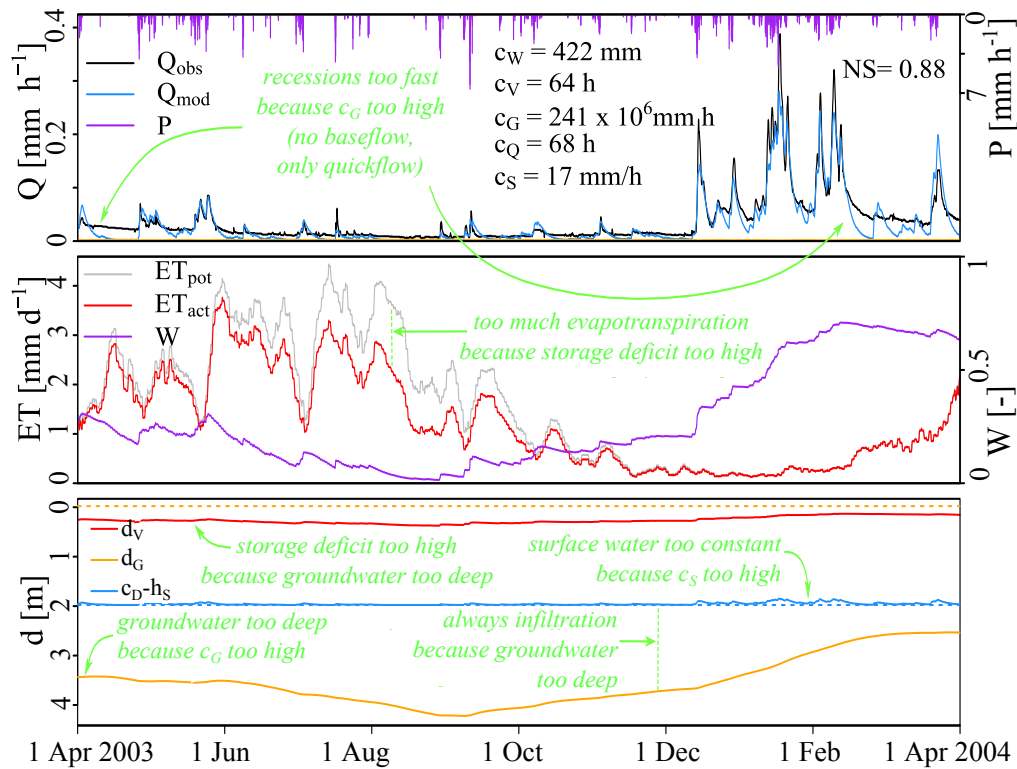 0
0.2
0.4
Q [mm h⁻¹]
0
7
P [mm h⁻¹]
Q_obs
Q_mod
P
recessions too fast
because c_G too high
(no baseflow,
only quickflow)
c_W = 422 mm
c_V = 64 h
c_G = 241 x 10⁶mm h
c_Q = 68 h
c_S = 17 mm/h
NS= 0.88
0
1
2
3
4
ET [mm d⁻¹]
0
0.5
1
W [-]
ET_pot
ET_act
W
too much evapotranspiration
because storage deficit too high
0
1
2
3
4
d [m]
d_V
d_G
c_D-h_S
storage deficit too high
because groundwater too deep
surface water too constant
because c_S too high
groundwater too deep
because c_G too high
always infiltration
because groundwater
too deep
1 Apr 2003
1 Jun
1 Aug
1 Oct
1 Dec
1 Feb
1 Apr 2004